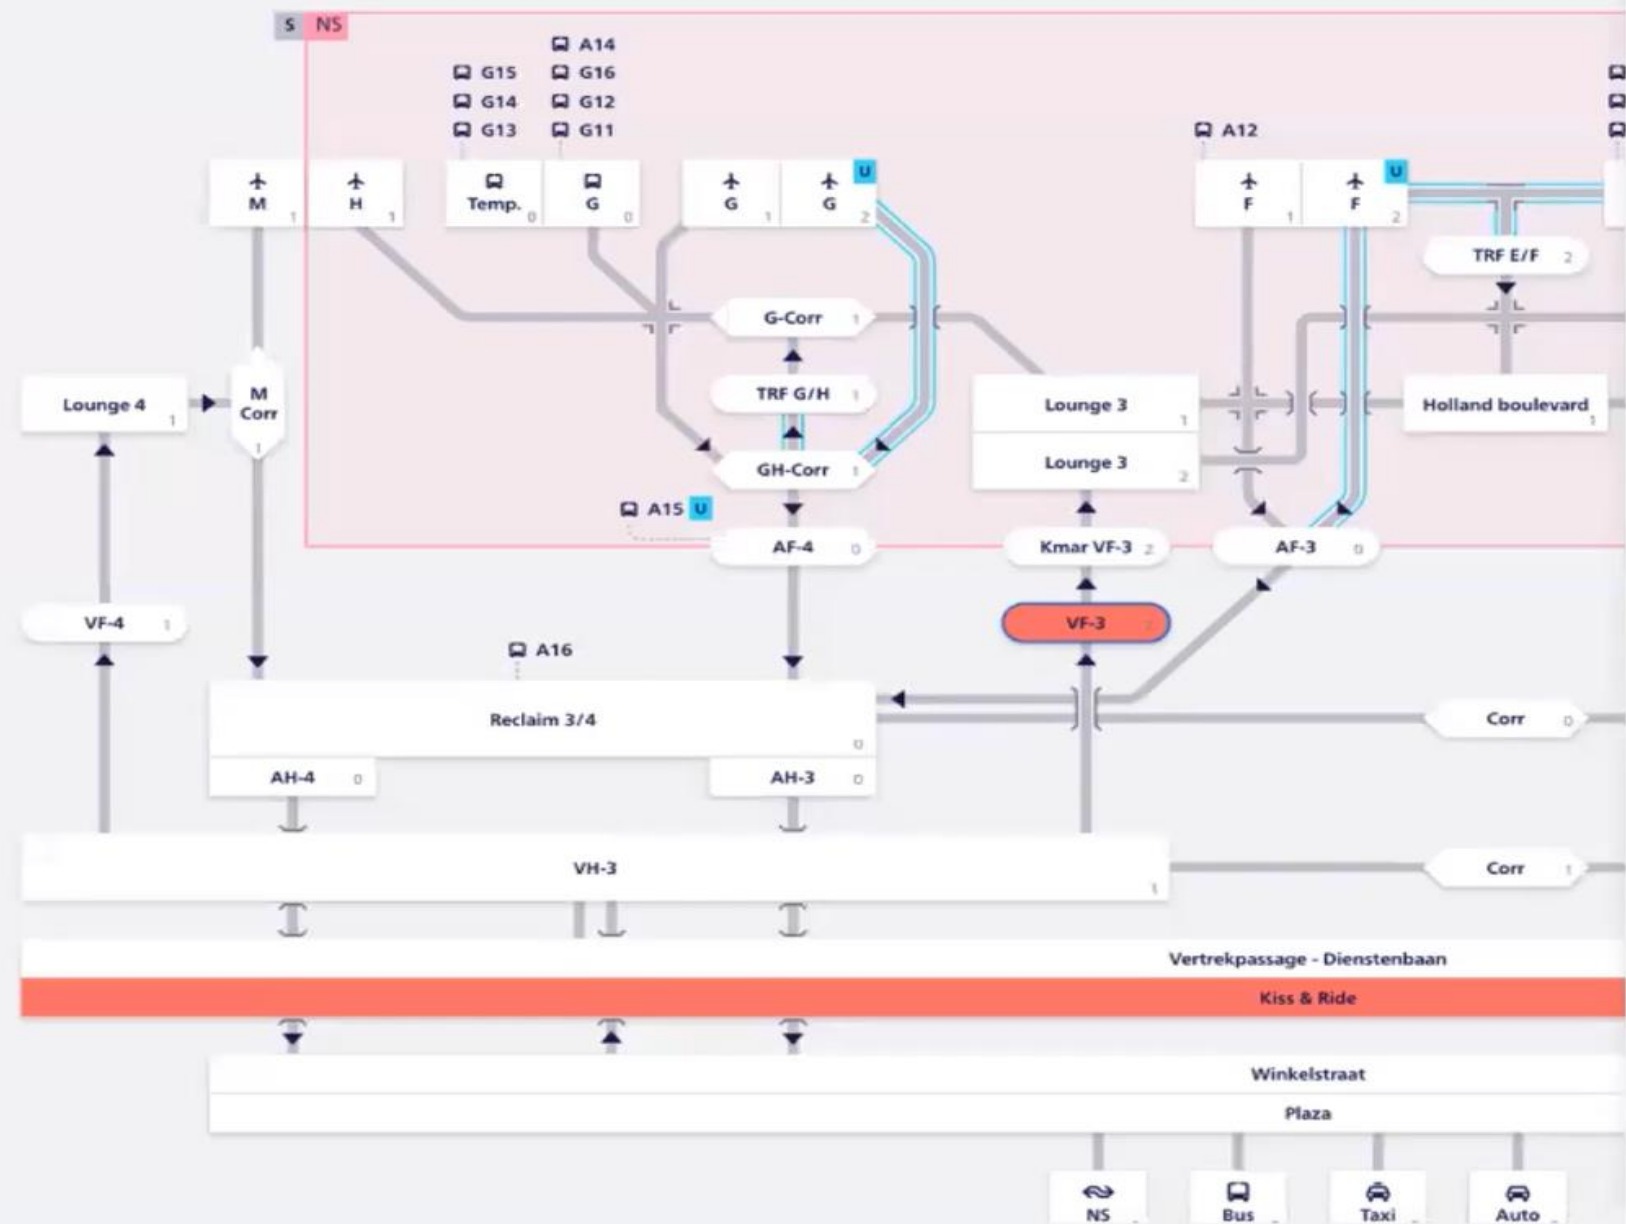 S NS
A14
G15 G16
G14 G12
G13 G11
A12
M 1
H 1
Temp. 0
G 0
G 1
G 2
U
F 1
F 2
U
TRF E/F 2
G-Corr 1
TRF G/H 1
GH-Corr 1
Lounge 4 1
M
Corr
1
Lounge 3 1
Lounge 3 2
Holland boulevard 1
A15 U
AF-4 0
Kmar VF-3 2
AF-3 0
VF-4 1
VF-3
A16
Reclaim 3/4 0
Corr 0
AH-4 0
AH-3 0
VH-3 1
Corr 1
Vertrekpassage - Dienstenbaan
Kiss & Ride
Winkelstraat
Plaza
NS Bus Taxi Auto